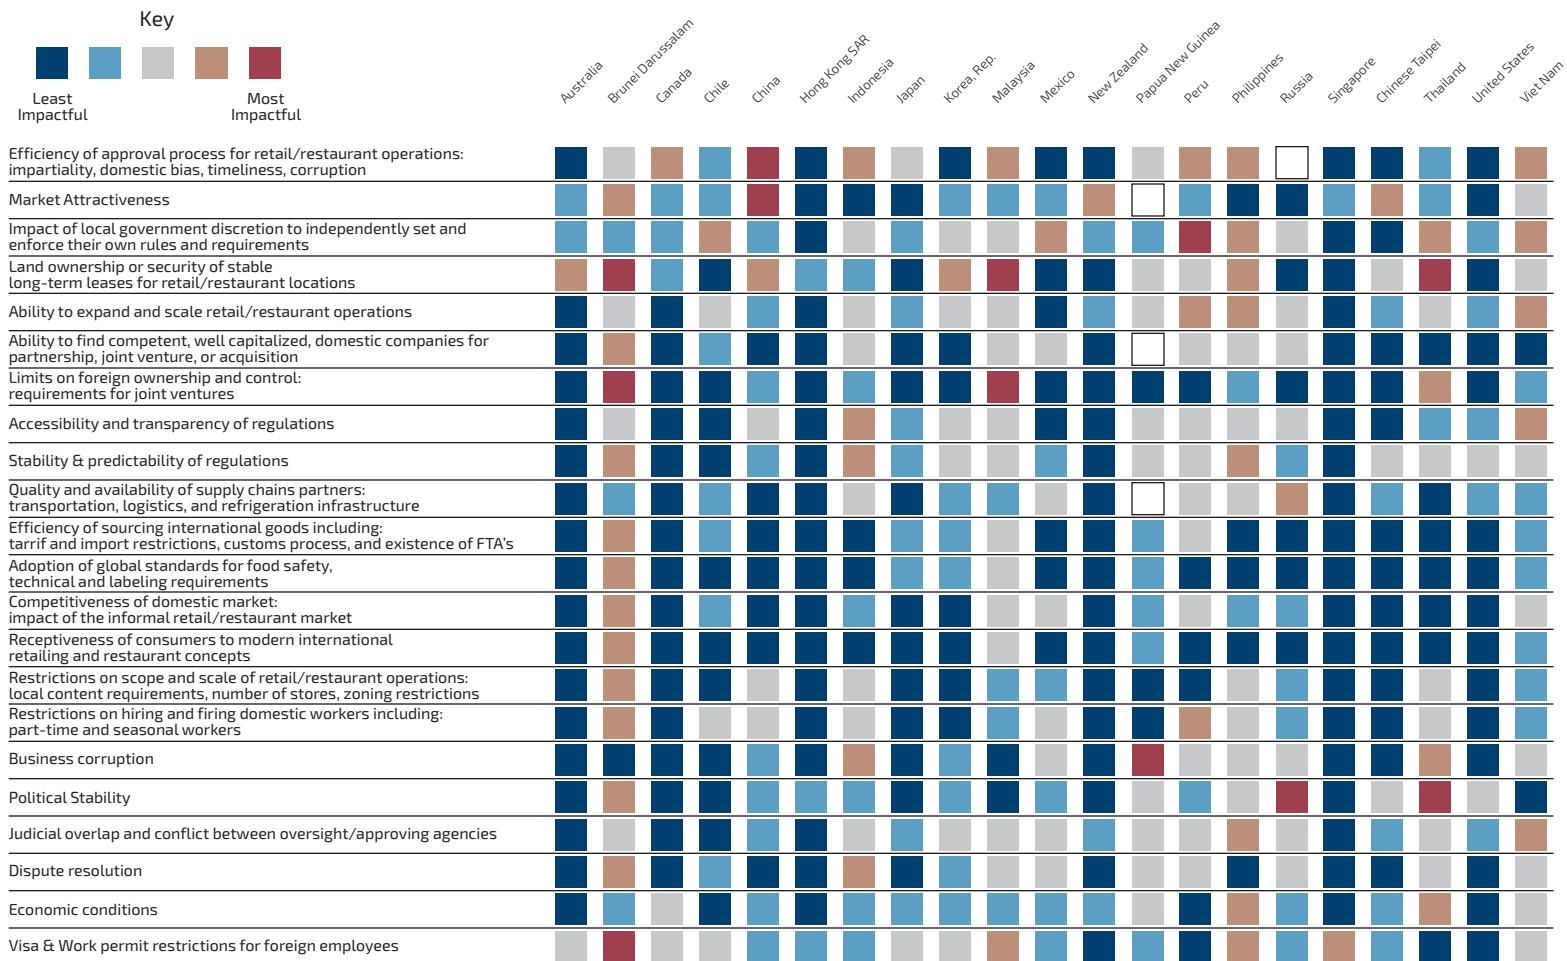 Key
Least
Impactful
Most
Impactful
Australia
Brunei Darussalam
Canada
Chile
China
Hong Kong SAR
Indonesia
Japan
Korea, Rep.
Malaysia
Mexico
New Zealand
Papua New Guinea
Peru
Philippines
Russia
Singapore
Chinese Taipei
Thailand
United States
Viet Nam
Efficiency of approval process for retail/restaurant operations:
impartiality, domestic bias, timeliness, corruption
Market Attractiveness
Impact of local government discretion to independently set and
enforce their own rules and requirements
Land ownership or security of stable
long-term leases for retail/restaurant locations
Ability to expand and scale retail/restaurant operations
Ability to find competent, well capitalized, domestic companies for
partnership, joint venture, or acquisition
Limits on foreign ownership and control:
requirements for joint ventures
Accessibility and transparency of regulations
Stability & predictability of regulations
Quality and availability of supply chains partners:
transportation, logistics, and refrigeration infrastructure
Efficiency of sourcing international goods including:
tarrif and import restrictions, customs process, and existence of FTA's
Adoption of global standards for food safety,
technical and labeling requirements
Competitiveness of domestic market:
impact of the informal retail/restaurant market
Receptiveness of consumers to modern international
retailing and restaurant concepts
Restrictions on scope and scale of retail/restaurant operations:
local content requirements, number of stores, zoning restrictions
Restrictions on hiring and firing domestic workers including:
part-time and seasonal workers
Business corruption
Political Stability
Judicial overlap and conflict between oversight/approving agencies
Dispute resolution
Economic conditions
Visa & Work permit restrictions for foreign employees